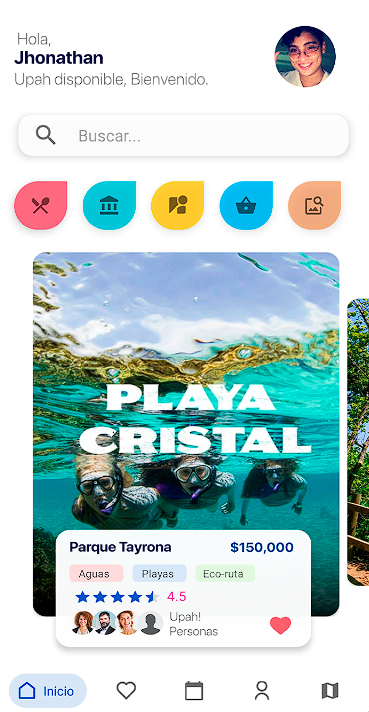 Hola,
Jhonathan
Upah disponible, Bienvenido.
Buscar...
PLAYA
CRISTAL
Parque Tayrona
$150,000
Aguas
Playas
Eco-ruta
4.5
Upah!
Personas
Inicio